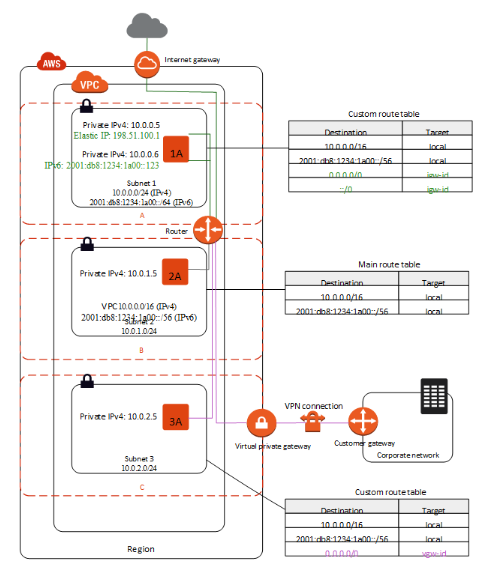 Internet gateway
AWS
VPC
Custom route table
Private IPv4: 10.0.0.5
Elastic IP: 198.51.100.1
Private IPv4: 10.0.0.6
IPv6: 2001:db8:1234:1a00::123
1A
Subnet 1
10.0.0.0/24 (IPv4)
2001:db8:1234:1a00::/64 (IPv6)
A
Destination Target
10.0.0.0/16 local
2001:db8:1234:1a00::/56 local
0.0.0.0/0 igw-id
::/0 igw-id
Router
Main route table
Private IPv4: 10.0.1.5
2A
VPC 10.0.0.0/16 (IPv4)
2001:db8:1234:1a00::/56 (IPv6)
Subnet 2
10.0.1.0/24
B
Destination Target
10.0.0.0/16 local
2001:db8:1234:1a00::/56 local
Private IPv4: 10.0.2.5
3A
VPN connection
Virtual private gateway
Customer gateway
Corporate network
Subnet 3
10.0.2.0/24
C
Custom route table
Destination Target
10.0.0.0/16 local
2001:db8:1234:1a00::/56 local
0.0.0.0/0 vgw-id
Region